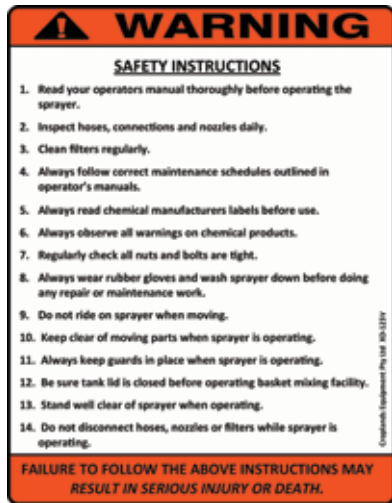 WARNING
SAFETY INSTRUCTIONS
1. Read your operators manual thoroughly before operating the
sprayer.
2. Inspect hoses, connections and nozzles daily.
3. Clean filters regularly.
4. Always follow correct maintenance schedules outlined in
operator's manuals.
5. Always read chemical manufacturers labels before use.
6. Always observe all warnings on chemical products.
7. Regularly check all nuts and bolts are tight.
8. Always wear rubber gloves and wash sprayer down before doing
any repair or maintenance work.
9. Do not ride on sprayer when moving.
10. Keep clear of moving parts when sprayer is operating.
11. Always keep guards in place when sprayer is operating.
12. Be sure tank lid is closed before operating basket mixing facility.
13. Stand well clear of sprayer when operating.
14. Do not disconnect hoses, nozzles or filters while sprayer is
operating.
Croplands Equipment Pty Ltd
FAILURE TO FOLLOW THE ABOVE INSTRUCTIONS MAY
RESULT IN SERIOUS INJURY OR DEATH.